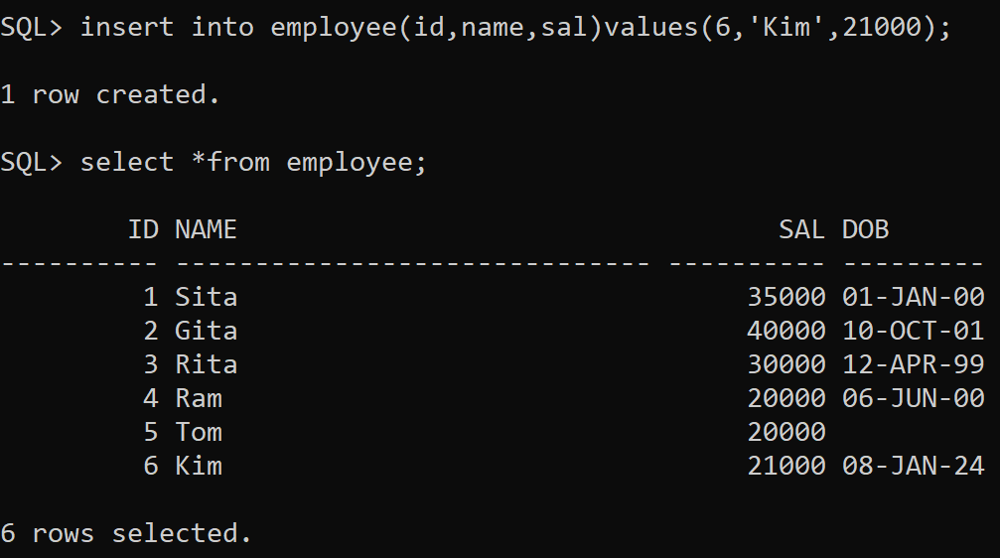 SQL> insert into employee(id,name,sal)values(6,'Kim',21000);
1 row created.
SQL> select *from employee;
        ID NAME                                  SAL DOB
---------- ------------------------------ ---------- ---------
         1 Sita                                35000 01-JAN-00
         2 Gita                                40000 10-OCT-01
         3 Rita                                30000 12-APR-99
         4 Ram                                 20000 06-JUN-00
         5 Tom                                 20000
         6 Kim                                 21000 08-JAN-24
6 rows selected.